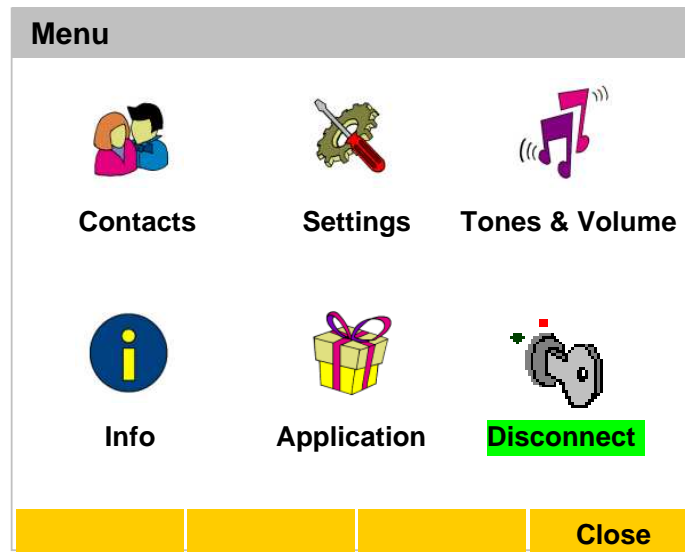 Menu
Contacts Settings Tones & Volume
Info Application Disconnect
Close